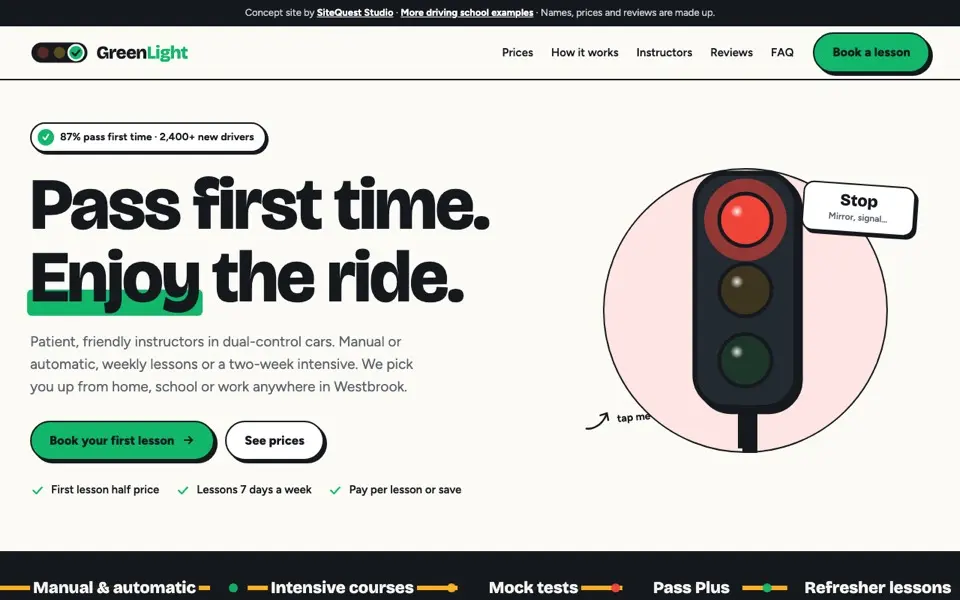 Concept site by SiteQuest Studio · More driving school examples · Names, prices and reviews are made up.
GreenLight
Prices
How it works
Instructors
Reviews
FAQ
Book a lesson
87% pass first time · 2,400+ new drivers
Pass first time.
Enjoy the ride.
Patient, friendly instructors in dual-control cars. Manual or
automatic, weekly lessons or a two-week intensive. We pick
you up from home, school or work anywhere in Westbrook.
Book your first lesson →
See prices
First lesson half price
Lessons 7 days a week
Pay per lesson or save
Stop
Mirror, signal…
tap me
Manual & automatic
Intensive courses
Mock tests
Pass Plus
Refresher lessons